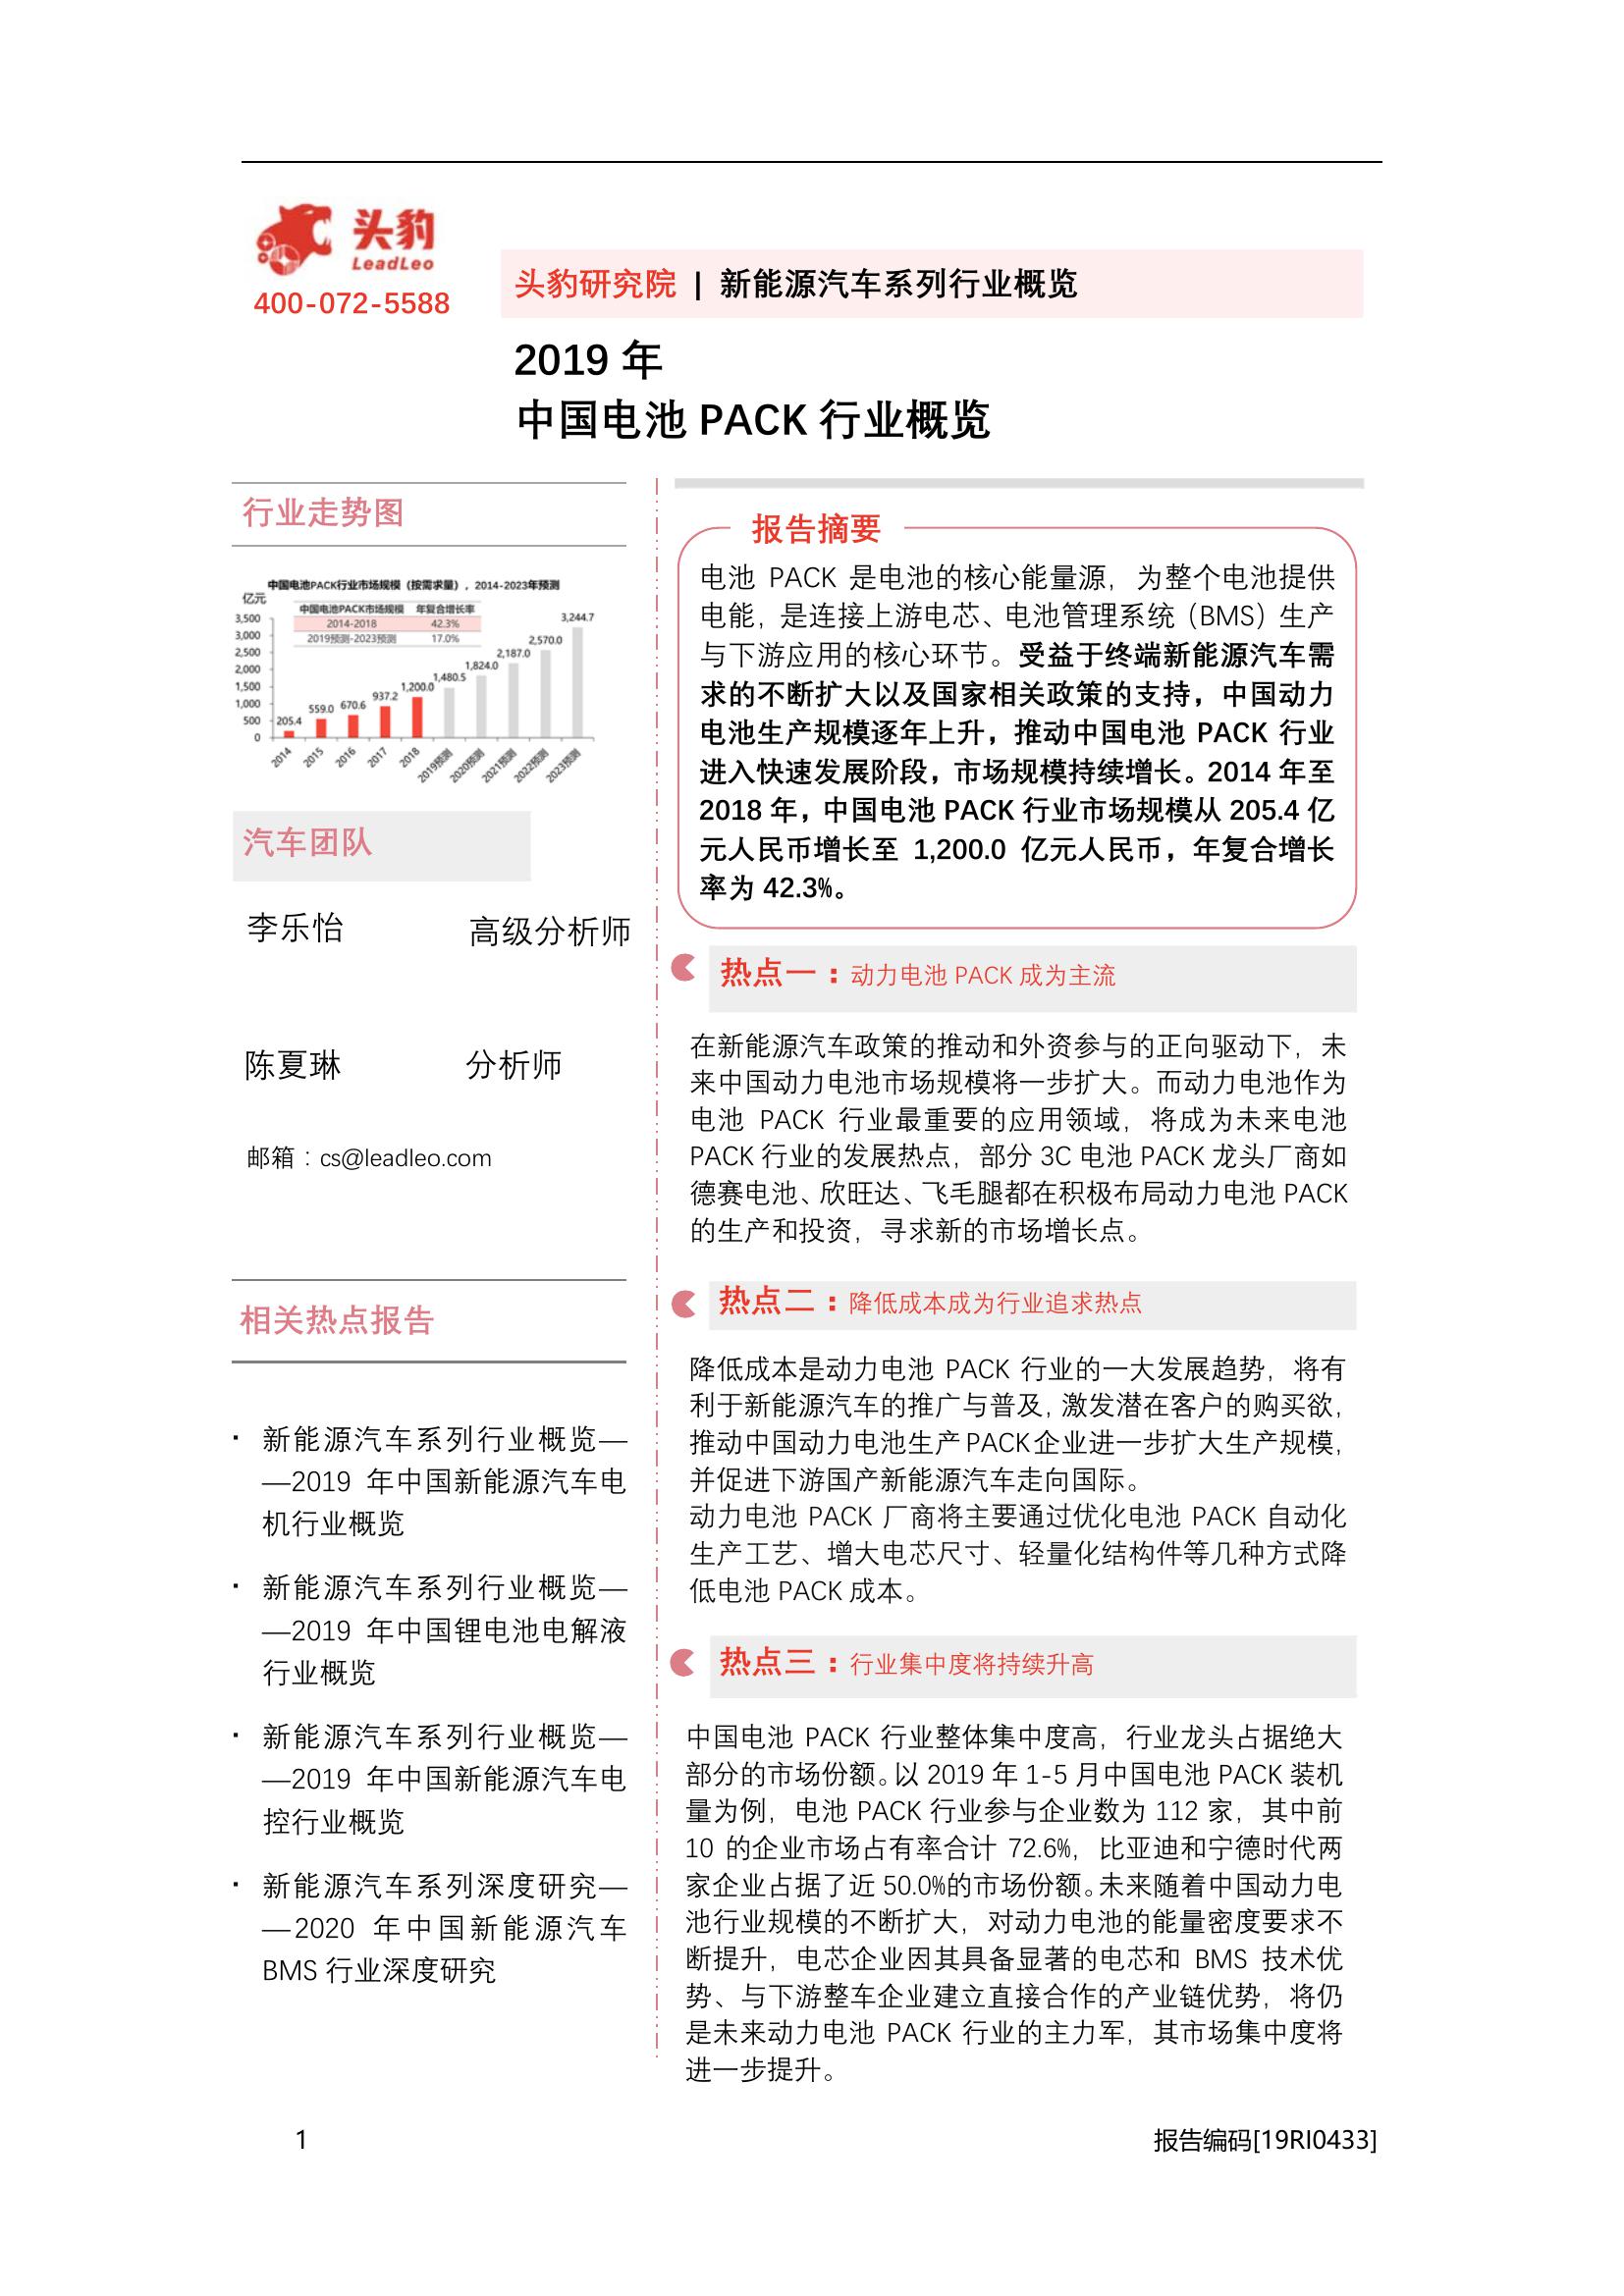 头豹
LeadLeo
400-072-5588
头豹研究院 | 新能源汽车系列行业概览
2019 年
中国电池 PACK 行业概览
行业走势图
中国电池PACK行业市场规模（按需求量），2014-2023年预测
亿元
中国电池PACK市场规模 年复合增长率
2014-2018 42.3%
2019预测-2023预测 17.0%
3,500
3,000
2,500
2,000
1,500
1,000
500
0
205.4
559.0
670.6
937.2
1,200.0
1,480.5
1,824.0
2,187.0
2,570.0
3,244.7
2014
2015
2016
2017
2018
2019预测
2020预测
2021预测
2022预测
2023预测
汽车团队
李乐怡 高级分析师
陈夏琳 分析师
邮箱：cs@leadleo.com
相关热点报告
· 新能源汽车系列行业概览—
—2019 年中国新能源汽车电
机行业概览
· 新能源汽车系列行业概览—
—2019 年中国锂电池电解液
行业概览
· 新能源汽车系列行业概览—
—2019 年中国新能源汽车电
控行业概览
· 新能源汽车系列深度研究—
—2020 年中国新能源汽车
BMS 行业深度研究
报告摘要
电池 PACK 是电池的核心能量源，为整个电池提供
电能，是连接上游电芯、电池管理系统（BMS）生产
与下游应用的核心环节。受益于终端新能源汽车需
求的不断扩大以及国家相关政策的支持，中国动力
电池生产规模逐年上升，推动中国电池 PACK 行业
进入快速发展阶段，市场规模持续增长。2014 年至
2018 年，中国电池 PACK 行业市场规模从 205.4 亿
元人民币增长至 1,200.0 亿元人民币，年复合增长
率为 42.3%。
热点一：动力电池 PACK 成为主流
在新能源汽车政策的推动和外资参与的正向驱动下，未
来中国动力电池市场规模将一步扩大。而动力电池作为
电池 PACK 行业最重要的应用领域，将成为未来电池
PACK 行业的发展热点，部分 3C 电池 PACK 龙头厂商如
德赛电池、欣旺达、飞毛腿都在积极布局动力电池 PACK
的生产和投资，寻求新的市场增长点。
热点二：降低成本成为行业追求热点
降低成本是动力电池 PACK 行业的一大发展趋势，将有
利于新能源汽车的推广与普及，激发潜在客户的购买欲，
推动中国动力电池生产 PACK 企业进一步扩大生产规模，
并促进下游国产新能源汽车走向国际。
动力电池 PACK 厂商将主要通过优化电池 PACK 自动化
生产工艺、增大电芯尺寸、轻量化结构件等几种方式降
低电池 PACK 成本。
热点三：行业集中度将持续升高
中国电池 PACK 行业整体集中度高，行业龙头占据绝大
部分的市场份额。以 2019 年 1-5 月中国电池 PACK 装机
量为例，电池 PACK 行业参与企业数为 112 家，其中前
10 的企业市场占有率合计 72.6%，比亚迪和宁德时代两
家企业占据了近 50.0%的市场份额。未来随着中国动力电
池行业规模的不断扩大，对动力电池的能量密度要求不
断提升，电芯企业因其具备显著的电芯和 BMS 技术优
势、与下游整车企业建立直接合作的产业链优势，将仍
是未来动力电池 PACK 行业的主力军，其市场集中度将
进一步提升。
1
报告编码[19RI0433]